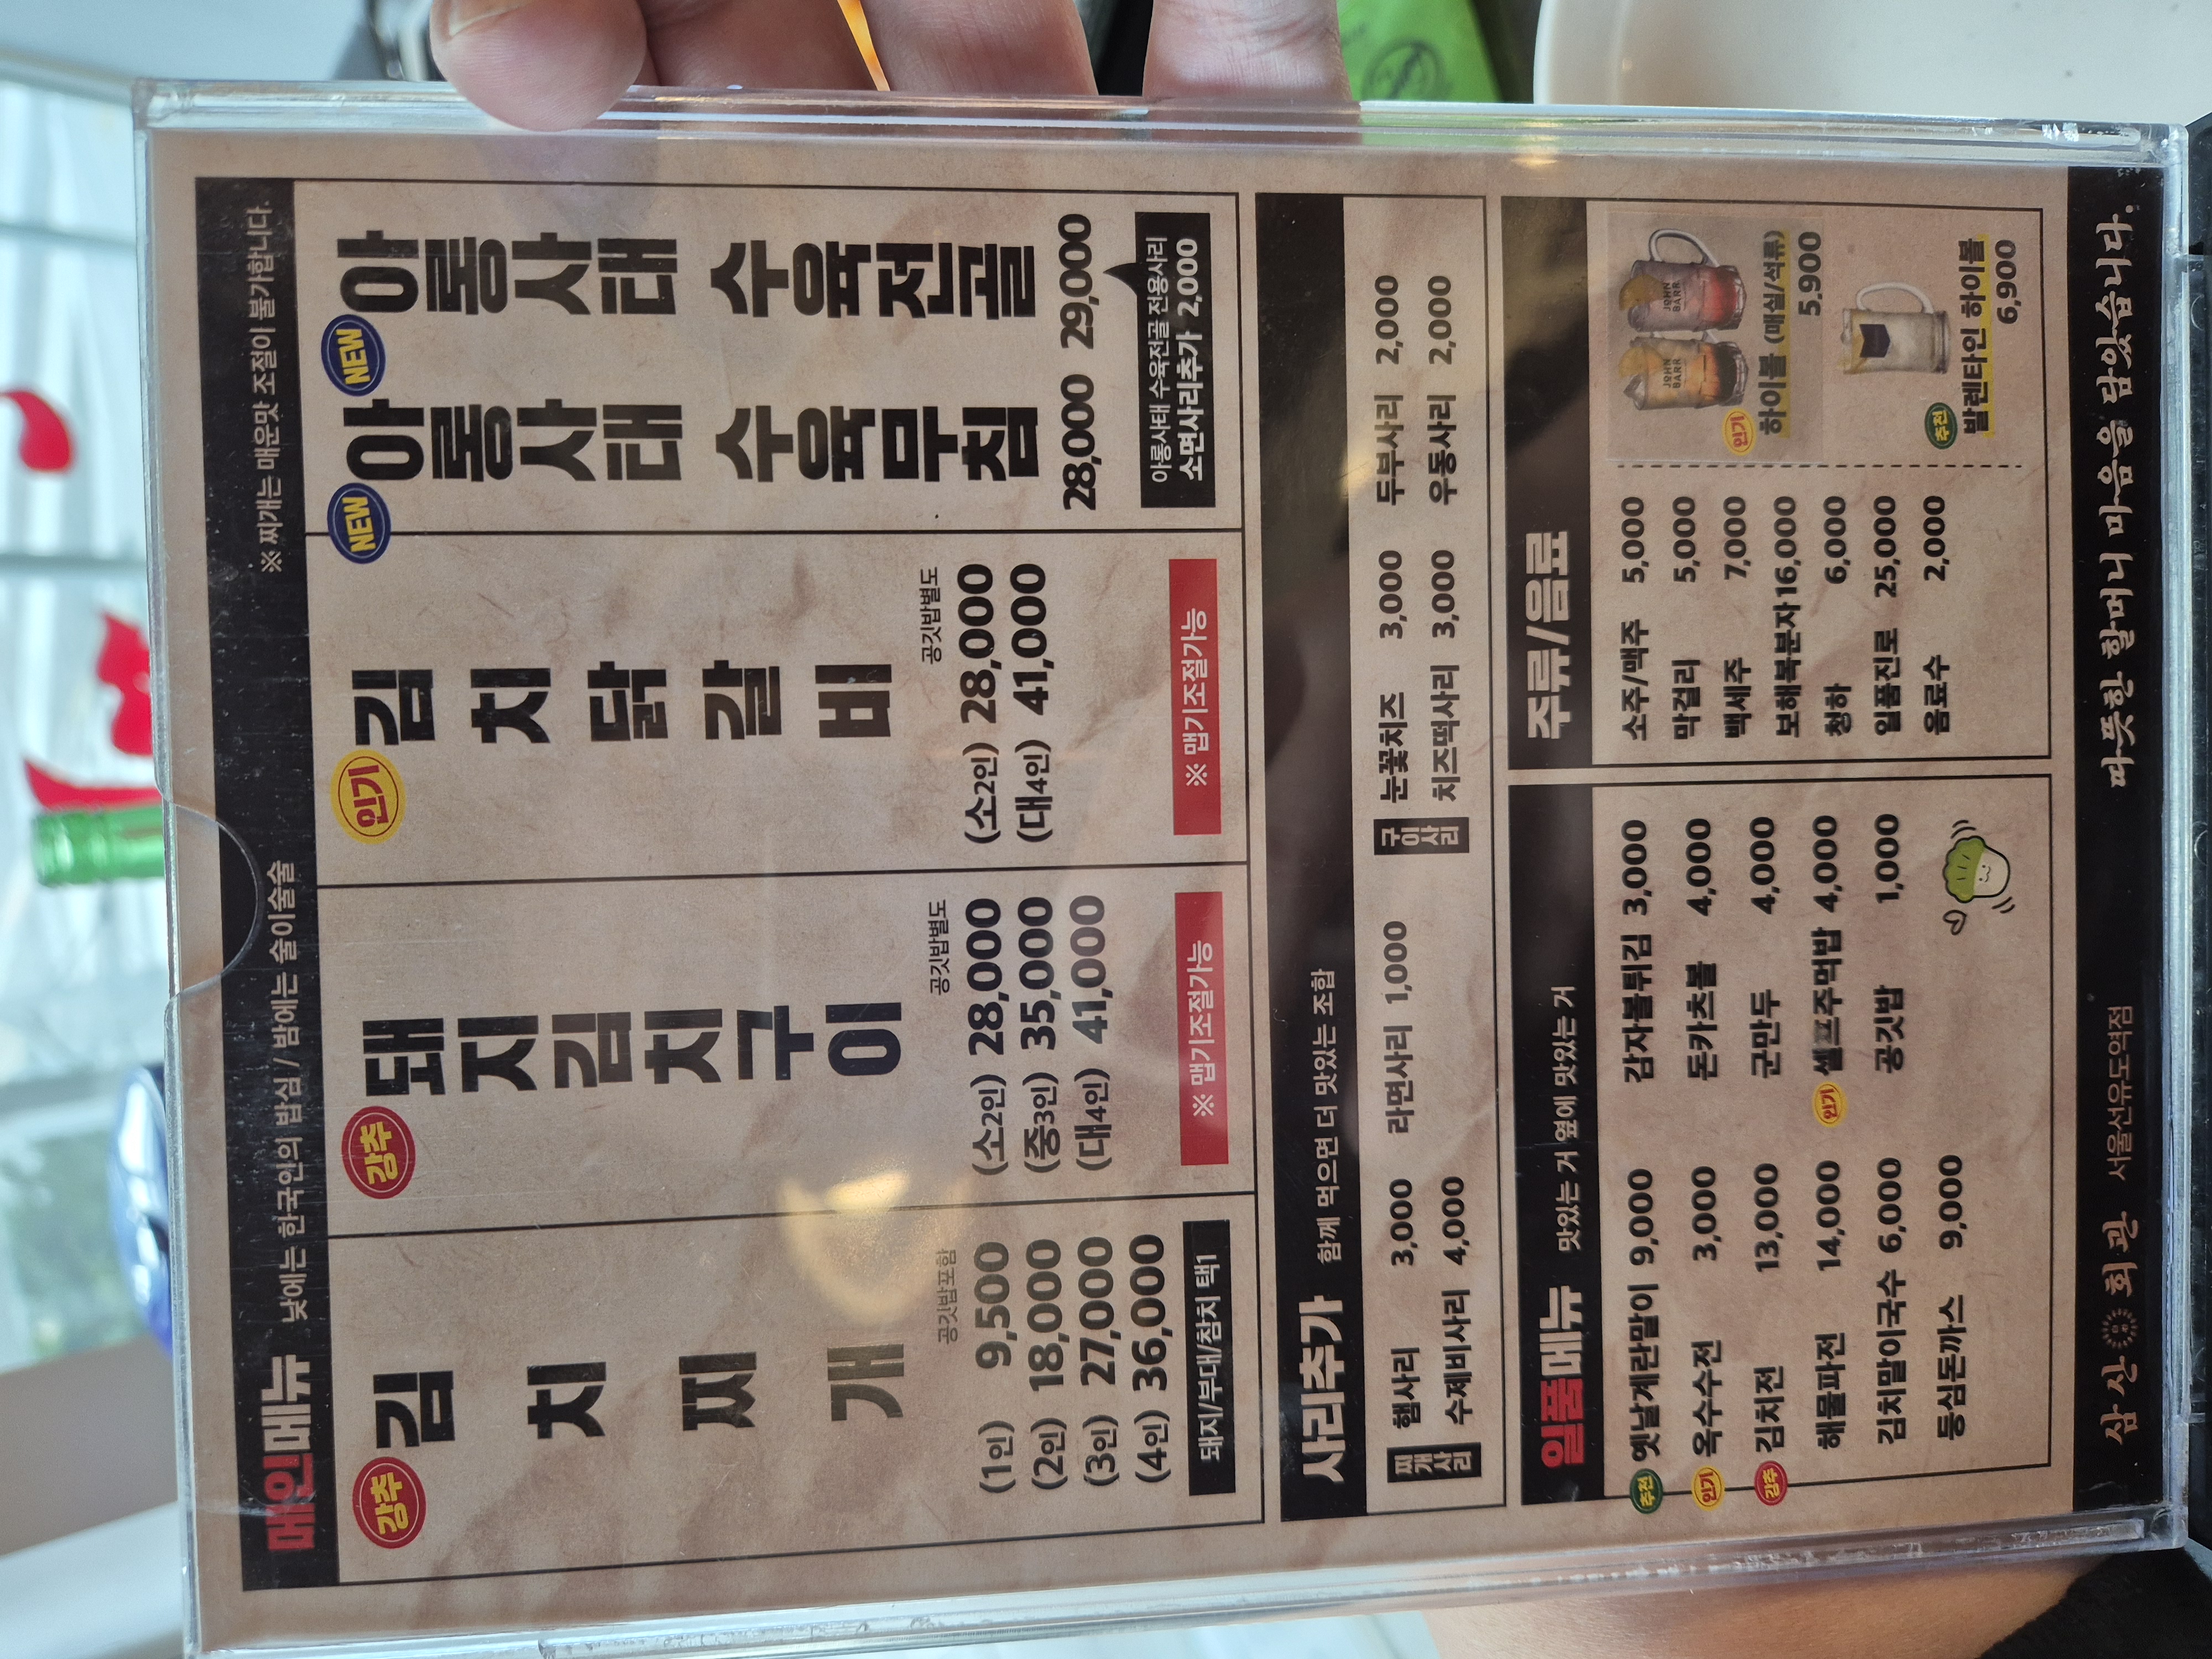 메인메뉴 낮에는 한국인의 밥심 / 밤에는 술이술술 ※ 찌개는 매운맛 조절이 불가합니다.
강추
김치찌개
공깃밥포함
(1인) 9,500
(2인) 18,000
(3인) 27,000
(4인) 36,000
돼지/부대/참치 택1
강추
돼지김치구이
공깃밥별도
(소2인) 28,000
(중3인) 35,000
(대4인) 41,000
※ 맵기조절가능
인기
김치닭갈비
공깃밥별도
(소2인) 28,000
(대4인) 41,000
※ 맵기조절가능
NEW
아롱사태 수육무침
28,000
NEW
아롱사태 수육전골
29,000
아롱사태 수육전골 전용사리
소면사리추가 2,000
사리추가 함께 먹으면 더 맛있는 조합
찌개사리
햄사리 3,000 라면사리 1,000
수제비사리 4,000
구이사리
눈꽃치즈 3,000 두부사리 2,000
치즈떡사리 3,000 우동사리 2,000
일품메뉴 맛있는 거 옆에 맛있는 거
추천 옛날계란말이 9,000
인기 옥수수전 3,000
강추 김치전 13,000
해물파전 14,000
김치말이국수 6,000
등심돈까스 9,000
감자볼튀김 3,000
돈카츠볼 4,000
군만두 4,000
인기 셀프주먹밥 4,000
공깃밥 1,000
주류/음료
소주/맥주 5,000
막걸리 5,000
백세주 7,000
보해복분자 16,000
청하 6,000
일품진로 25,000
음료수 2,000
JOHN BARR
JOHN BARR
인기
하이볼 (매실/석류)
5,900
추천
발렌타인 하이볼
6,900
삼산회관 서울선유도역점 따뜻한 할머니 마음을 담았습니다.